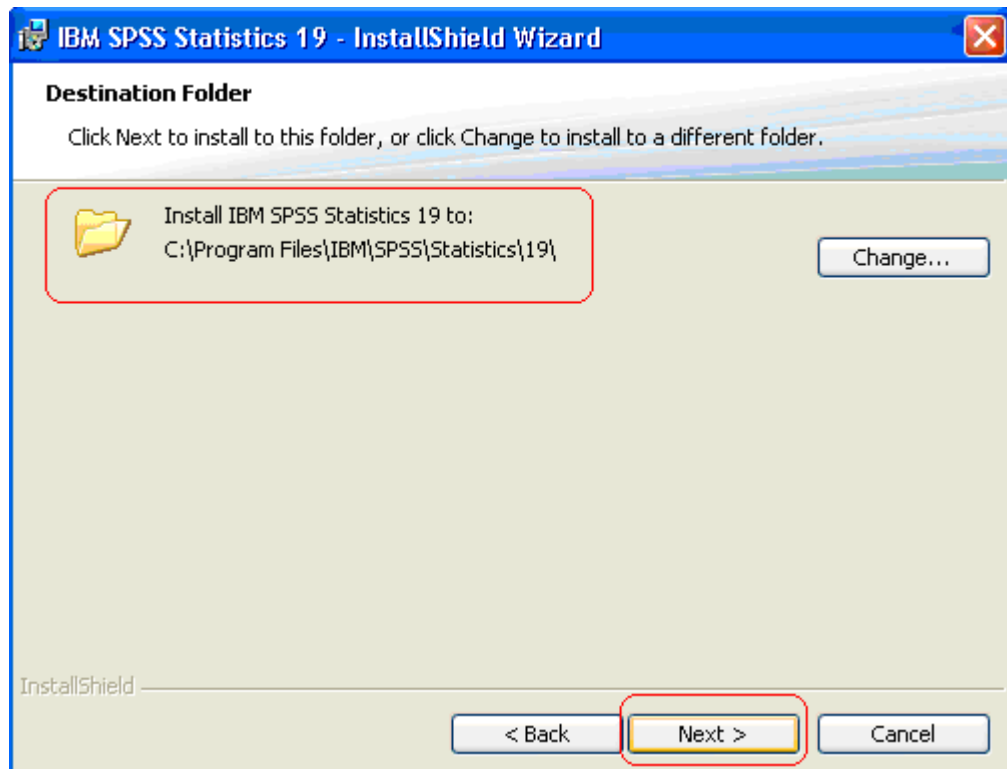 IBM SPSS Statistics 19 - InstallShield Wizard
Destination Folder
Click Next to install to this folder, or click Change to install to a different folder.
Install IBM SPSS Statistics 19 to:
C:\Program Files\IBM\SPSS\Statistics\19\
Change...
InstallShield
< Back
Next >
Cancel